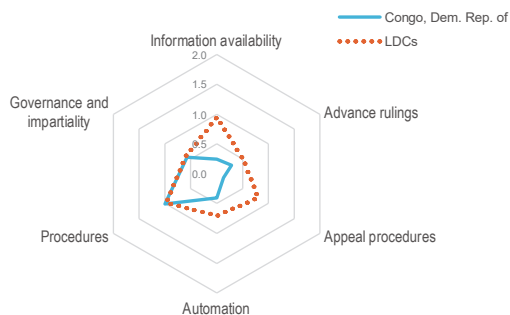 Congo, Dem. Rep. of
LDCs
Information availability
2.0
1.5
1.0
0.5
0.0
Governance and
impartiality
Advance rulings
Procedures
Appeal procedures
Automation